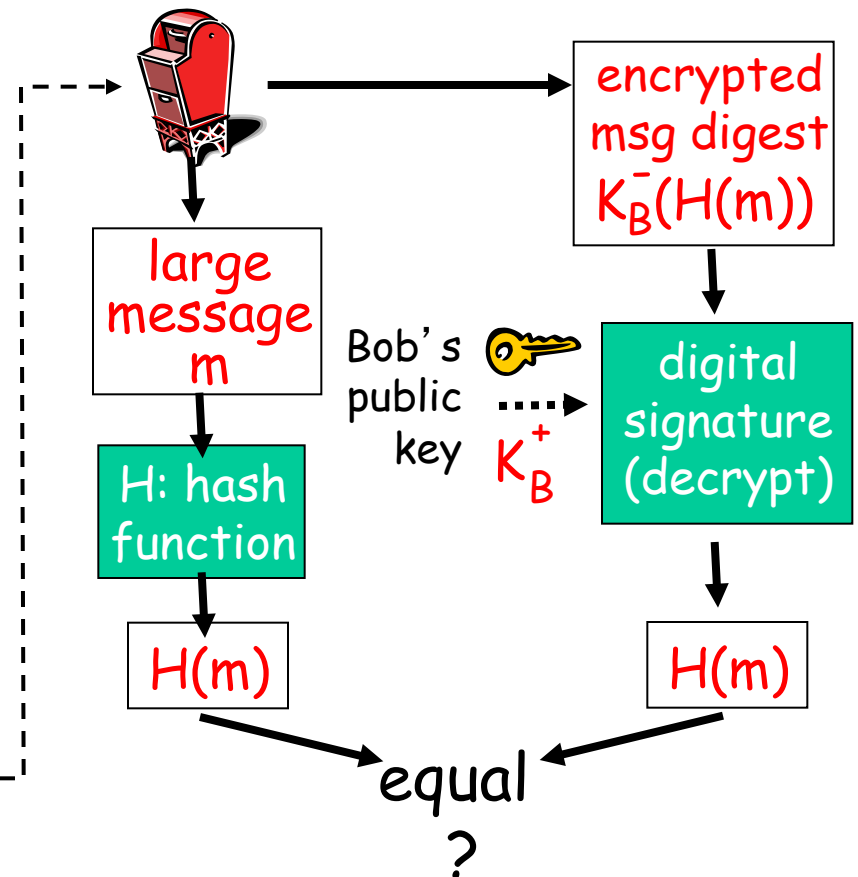 encrypted
msg digest
K_B^-(H(m))
large
message
m
Bob’s
public
key
K_B^+
digital
signature
(decrypt)
H: hash
function
H(m)
H(m)
equal
?